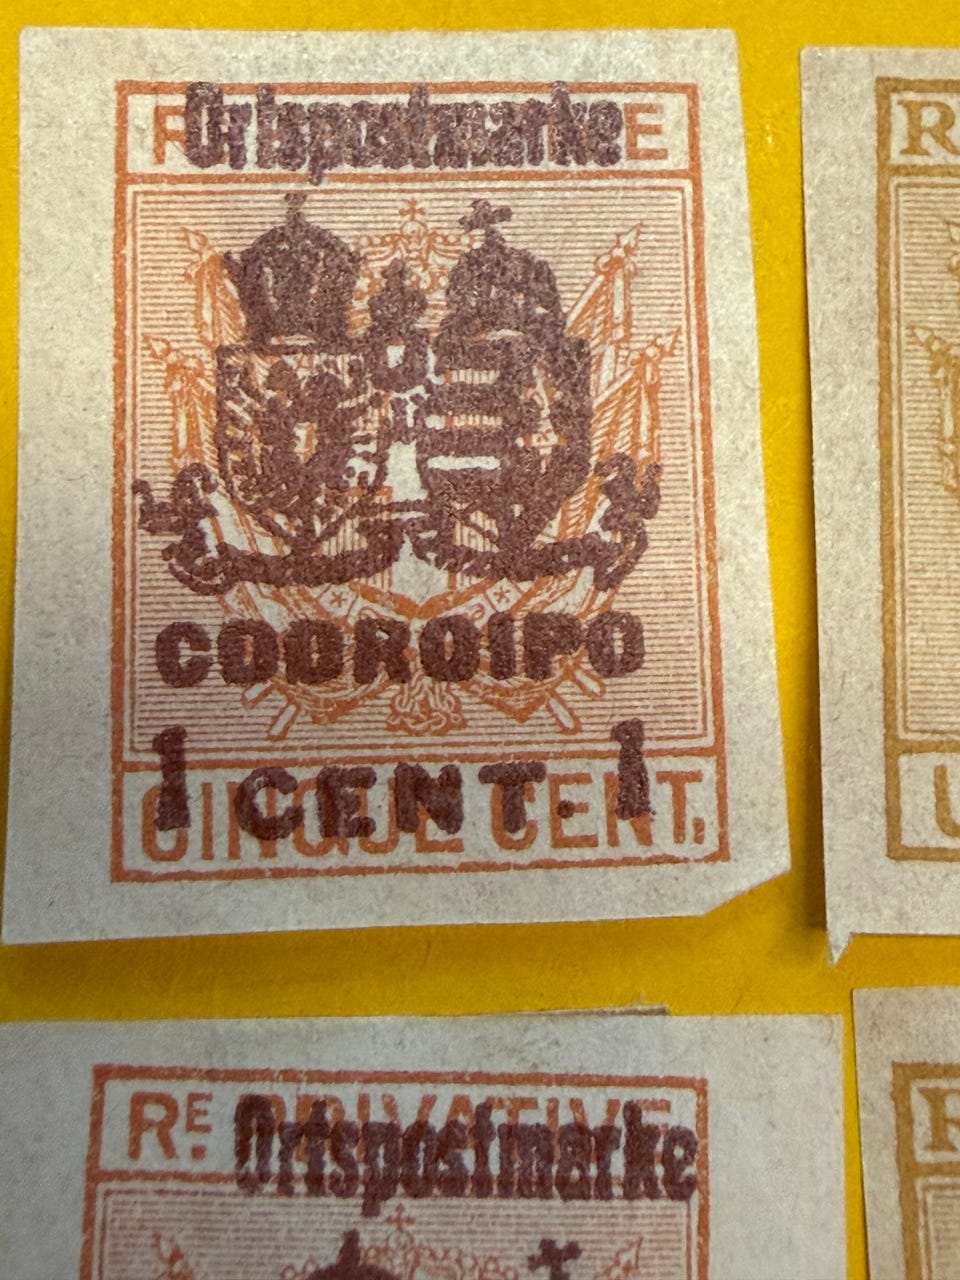 Ortspostmarke
CODROIPO
1 CENT. 1
CINQUE CENT.
R
U
RE. PRIVATIVE
Ortspostmarke
R